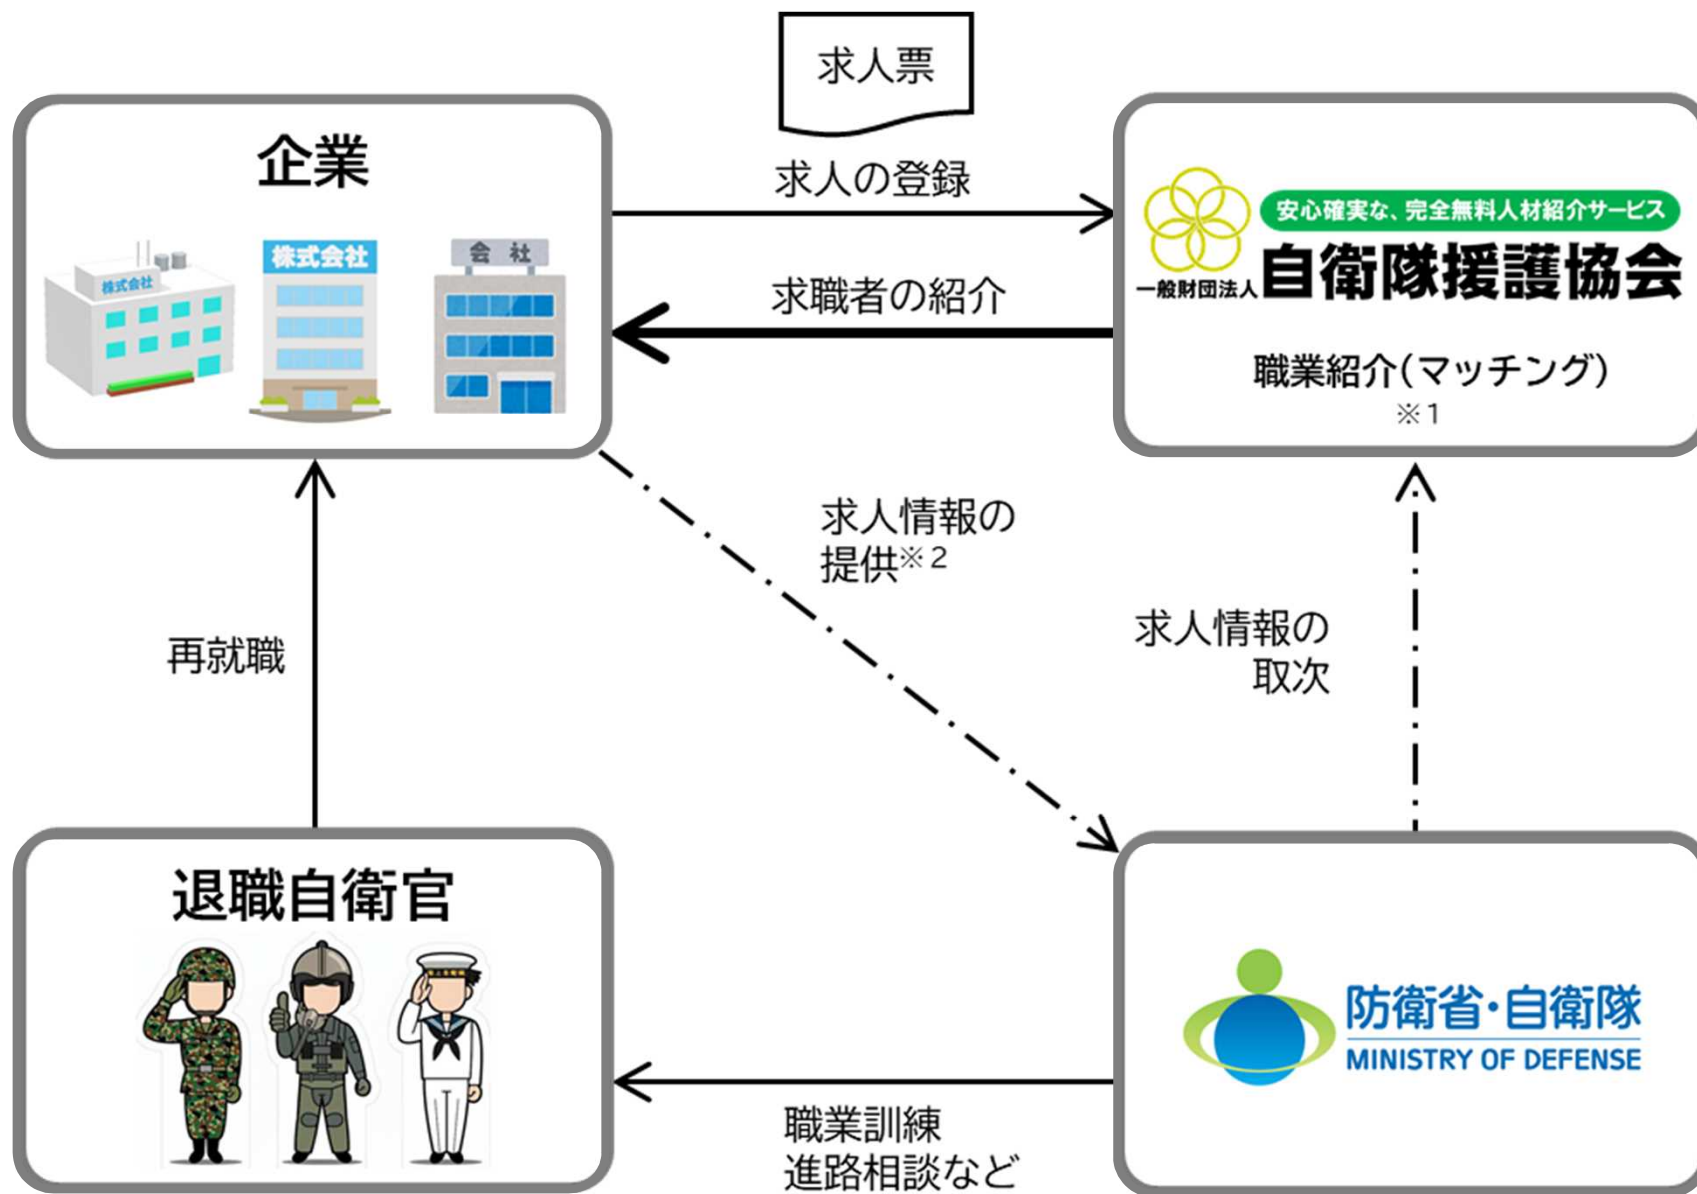 求人票
企業
株式会社
株式会社
会社
求人の登録
求職者の紹介
安心確実な、完全無料人材紹介サービス
一般財団法人自衛隊援護協会
職業紹介(マッチング)
※1
求人情報の
提供※2
求人情報の
取次
再就職
退職自衛官
職業訓練
進路相談など
防衛省・自衛隊
MINISTRY OF DEFENSE